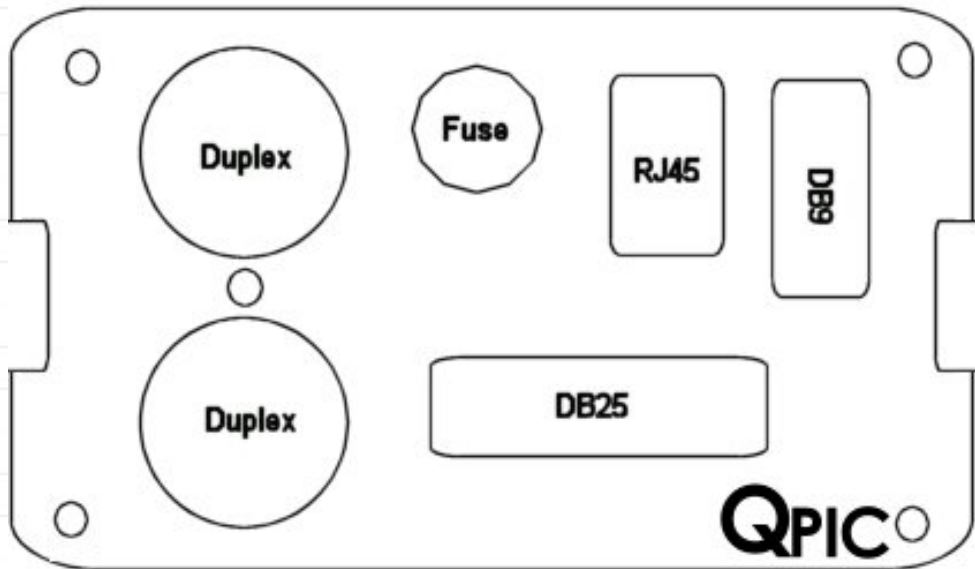 Duplex
Fuse
RJ45
DB9
Duplex
DB25
QPIC